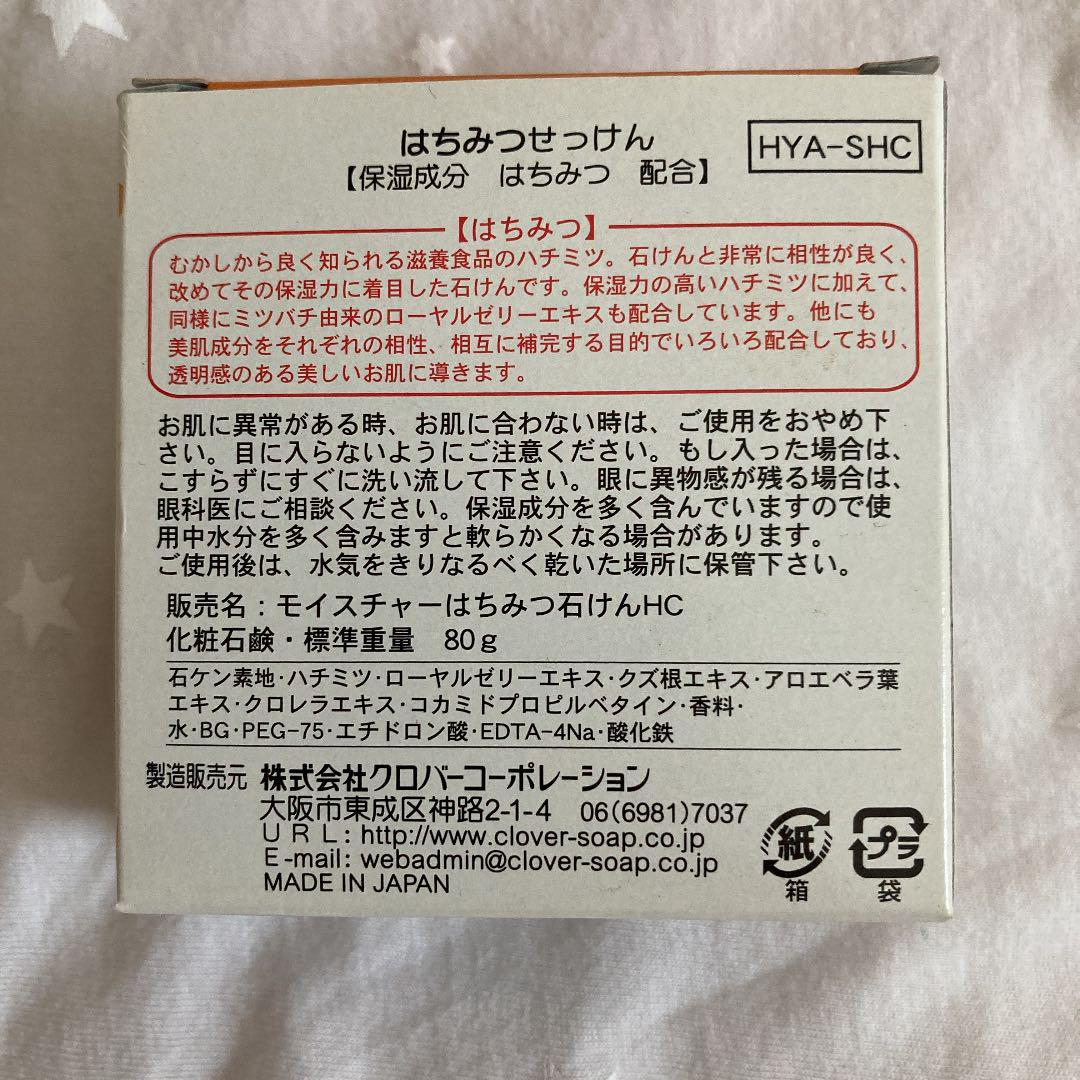 はちみつせっけん
HYA-SHC
【保湿成分　はちみつ　配合】
【はちみつ】
むかしから良く知られる滋養食品のハチミツ。石けんと非常に相性が良く、
改めてその保湿力に着目した石けんです。保湿力の高いハチミツに加えて、
同様にミツバチ由来のローヤルゼリーエキスも配合しています。他にも
美肌成分をそれぞれの相性、相互に補完する目的でいろいろ配合しており、
透明感のある美しいお肌に導きます。
お肌に異常がある時、お肌に合わない時は、ご使用をおやめ下
さい。目に入らないようにご注意ください。もし入った場合は、
こすらずにすぐに洗い流して下さい。眼に異物感が残る場合は、
眼科医にご相談ください。保湿成分を多く含んでいますので使
用中水分を多く含みますと軟らかくなる場合があります。
ご使用後は、水気をきりなるべく乾いた場所に保管下さい。
販売名：モイスチャーはちみつ石けんHC
化粧石鹸・標準重量　80g
石ケン素地・ハチミツ・ローヤルゼリーエキス・クズ根エキス・アロエベラ葉
エキス・クロレラエキス・コカミドプロピルベタイン・香料・
水・BG・PEG-75・エチドロン酸・EDTA-4Na・酸化鉄
製造販売元 株式会社クロバーコーポレーション
大阪市東成区神路2-1-4　06(6981)7037
URL: http://www.clover-soap.co.jp
E-mail: webadmin@clover-soap.co.jp
MADE IN JAPAN
紙
箱
プラ
袋